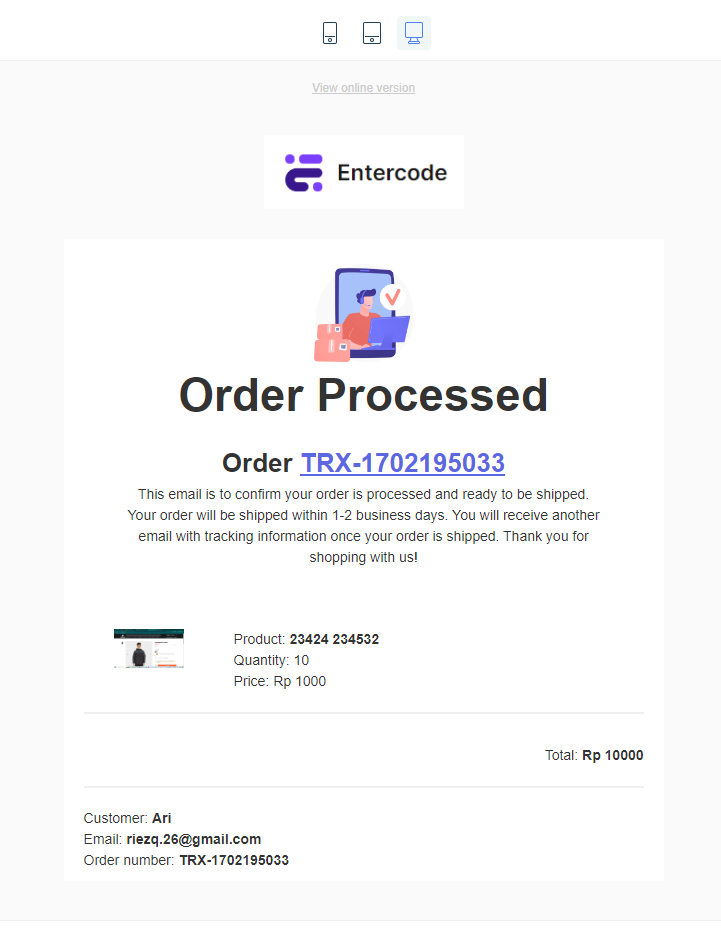 View online version
Entercode
Order Processed
Order TRX-1702195033
This email is to confirm your order is processed and ready to be shipped.
Your order will be shipped within 1-2 business days. You will receive another
email with tracking information once your order is shipped. Thank you for
shopping with us!
Product: 23424 234532
Quantity: 10
Price: Rp 1000
Total: Rp 10000
Customer: Ari
Email: riezq.26@gmail.com
Order number: TRX-1702195033